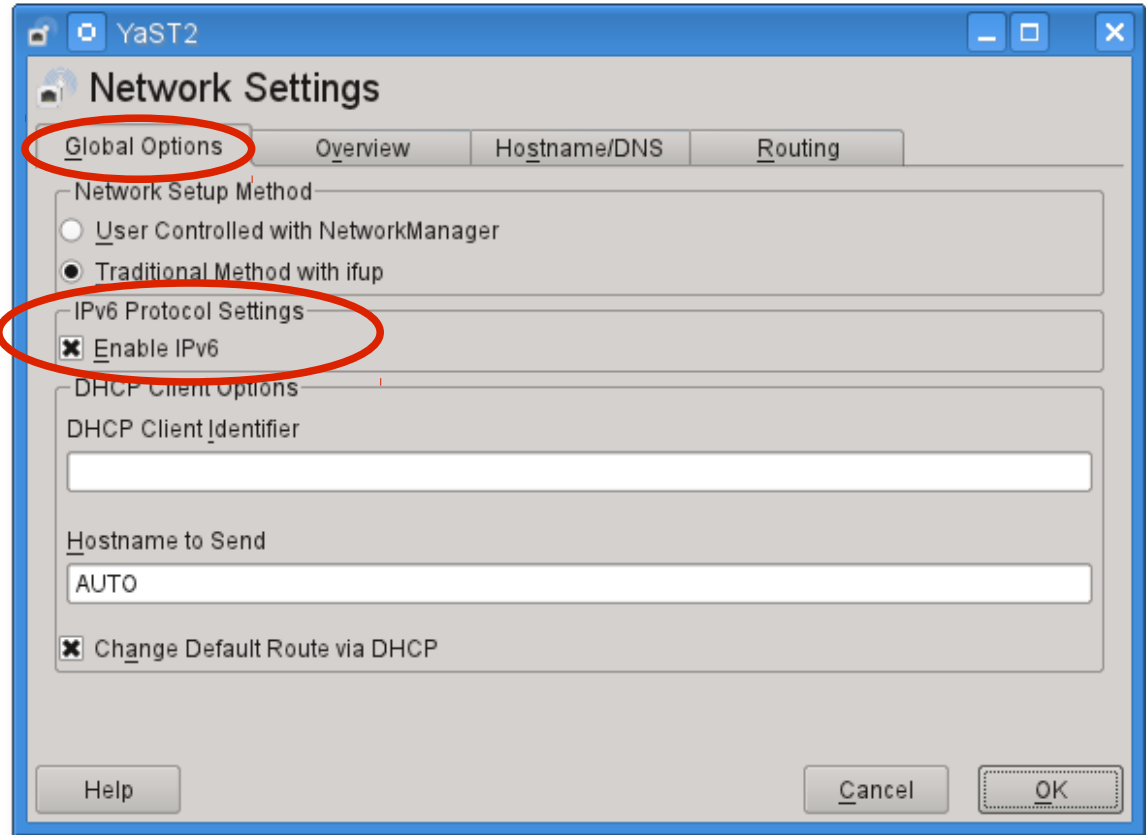 YaST2
Network Settings
Global Options Overview Hostname/DNS Routing
Network Setup Method
User Controlled with NetworkManager
Traditional Method with ifup
IPv6 Protocol Settings
Enable IPv6
DHCP Client Options
DHCP Client Identifier
Hostname to Send
AUTO
Change Default Route via DHCP
Help Cancel OK